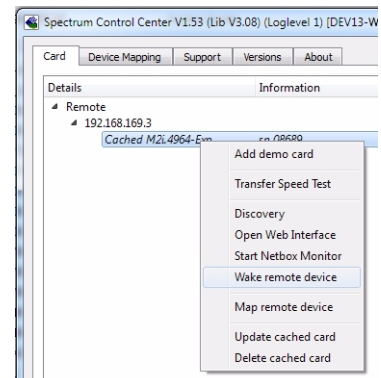 Spectrum Control Center V1.53 (Lib V3.08) (Loglevel 1) [DEV13-W
Card Device Mapping Support Versions About
Details Information
Remote
192.168.169.3
Cached M2i.4964-Exp sn 08689
Add demo card
Transfer Speed Test
Discovery
Open Web Interface
Start Netbox Monitor
Wake remote device
Map remote device
Update cached card
Delete cached card